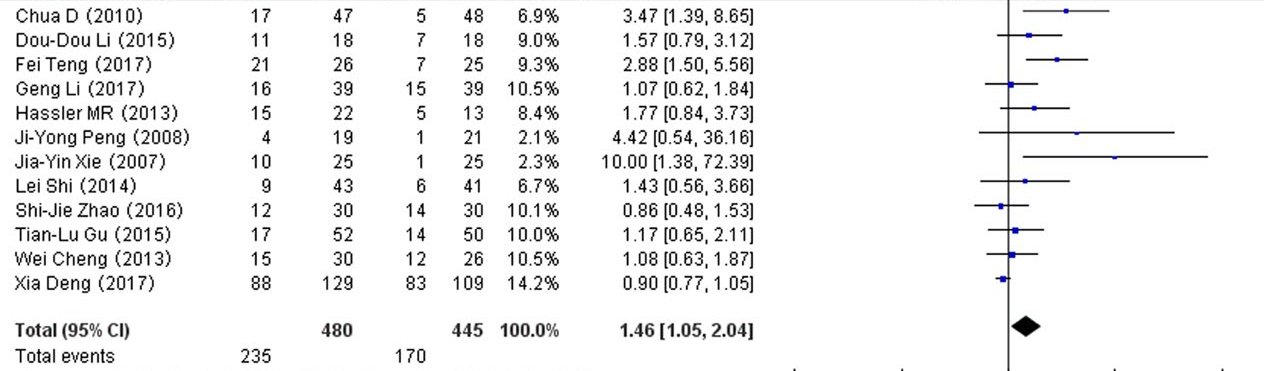 Chua D (2010) 17 47 5 48 6.9% 3.47 [1.39, 8.65]
Dou-Dou Li (2015) 11 18 7 18 9.0% 1.57 [0.79, 3.12]
Fei Teng (2017) 21 26 7 25 9.3% 2.88 [1.50, 5.56]
Geng Li (2017) 16 39 15 39 10.5% 1.07 [0.62, 1.84]
Hassler MR (2013) 15 22 5 13 8.4% 1.77 [0.84, 3.73]
Ji-Yong Peng (2008) 4 19 1 21 2.1% 4.42 [0.54, 36.16]
Jia-Yin Xie (2007) 10 25 1 25 2.3% 10.00 [1.38, 72.39]
Lei Shi (2014) 9 43 6 41 6.7% 1.43 [0.56, 3.66]
Shi-Jie Zhao (2016) 12 30 14 30 10.1% 0.86 [0.48, 1.53]
Tian-Lu Gu (2015) 17 52 14 50 10.0% 1.17 [0.65, 2.11]
Wei Cheng (2013) 15 30 12 26 10.5% 1.08 [0.63, 1.87]
Xia Deng (2017) 88 129 83 109 14.2% 0.90 [0.77, 1.05]
Total (95% CI) 480 445 100.0% 1.46 [1.05, 2.04]
Total events 235 170